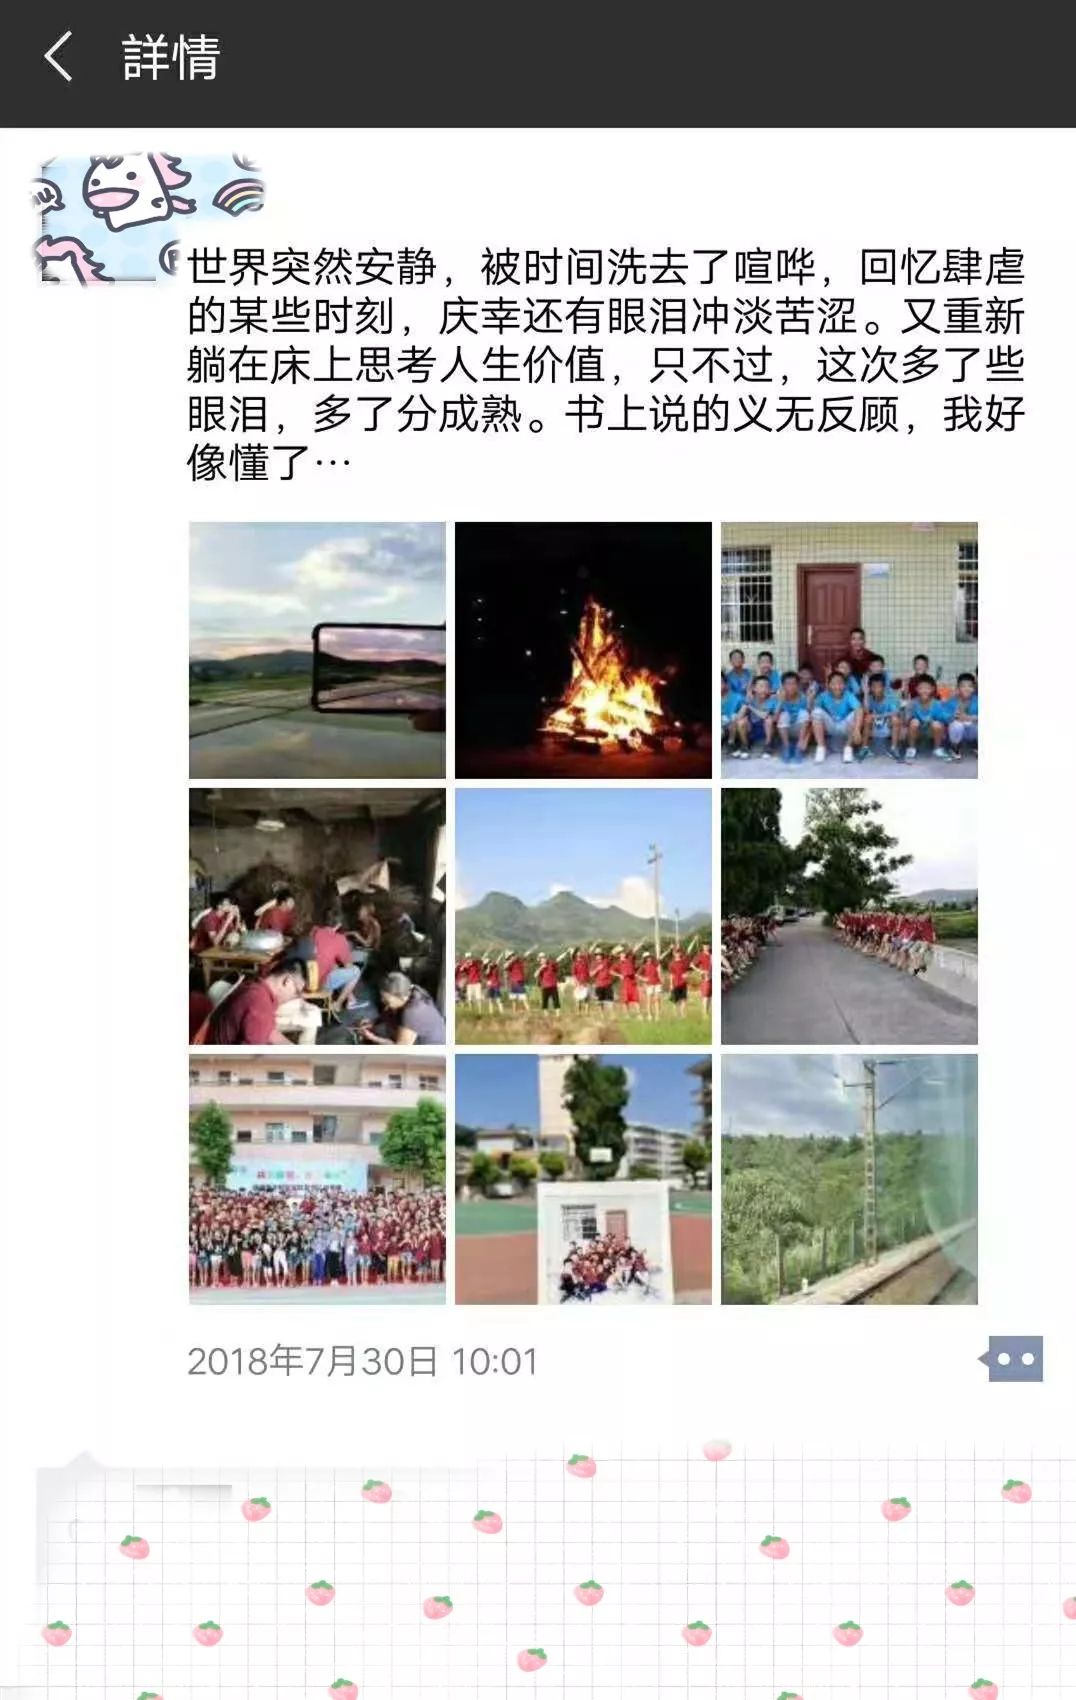 詳情
世界突然安静，被时间洗去了喧哗，回忆肆虐
的某些时刻，庆幸还有眼泪冲淡苦涩。又重新
躺在床上思考人生价值，只不过，这次多了些
眼泪，多了分成熟。书上说的义无反顾，我好
像懂了…
2018年7月30日 10:01